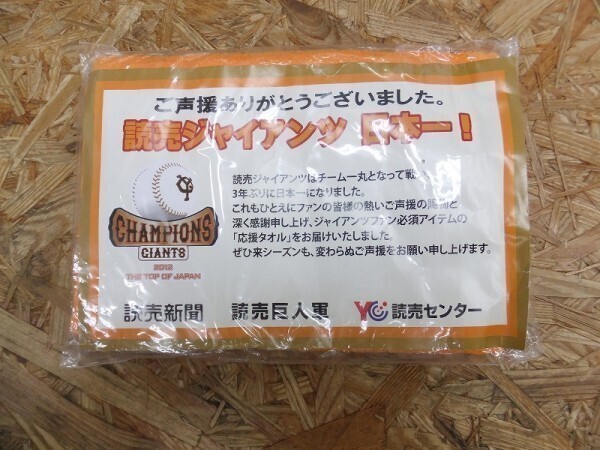 ご声援ありがとうございました。
読売ジャイアンツ 日本一！
読売ジャイアンツはチーム一丸となって戦
3年ぶりに日本一になりました。
これもひとえにファンの皆様の熱いご声援の
深く感謝申し上げ、ジャイアンツファン必須アイテムの
「応援タオル」をお届けいたしました。
ぜひ来シーズンも、変わらぬご声援をお願い申し上げます。
CHAMPIONS
GIANTS
2012
THE TOP OF JAPAN
読売新聞 読売巨人軍 YC 読売センター